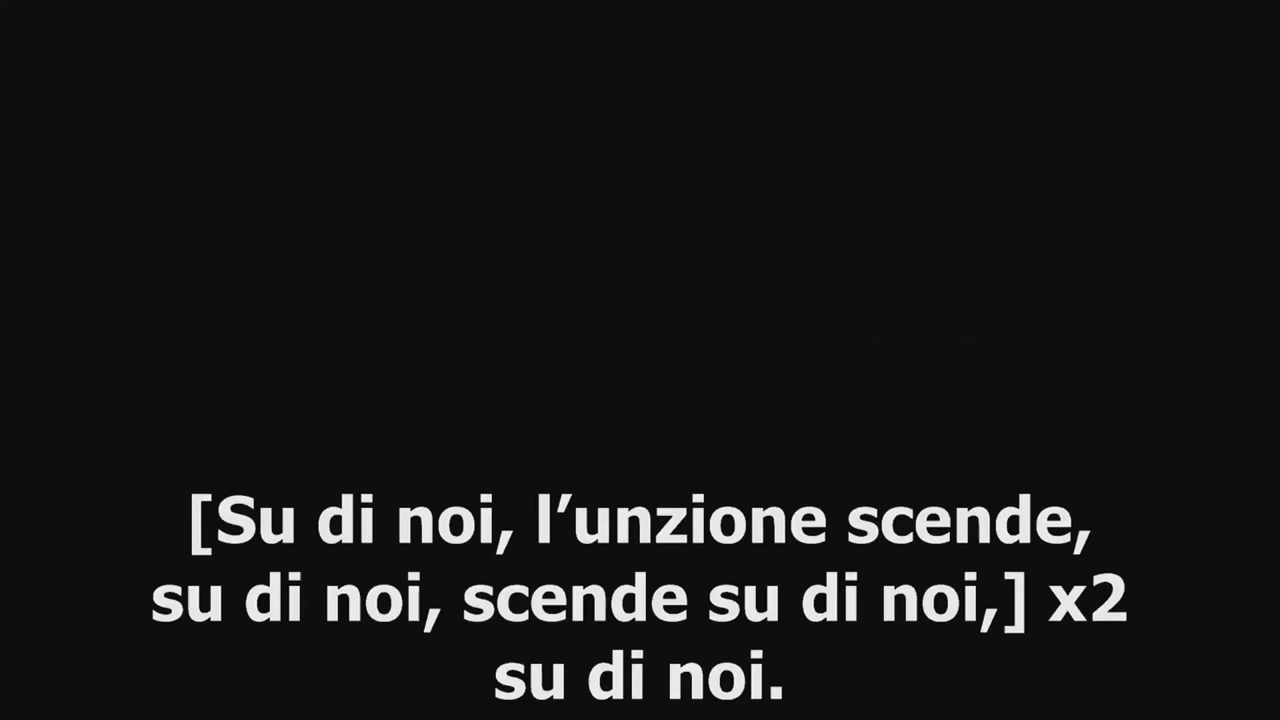 [Su di noi, l’unzione scende,
su di noi, scende su di noi,] x2
su di noi.